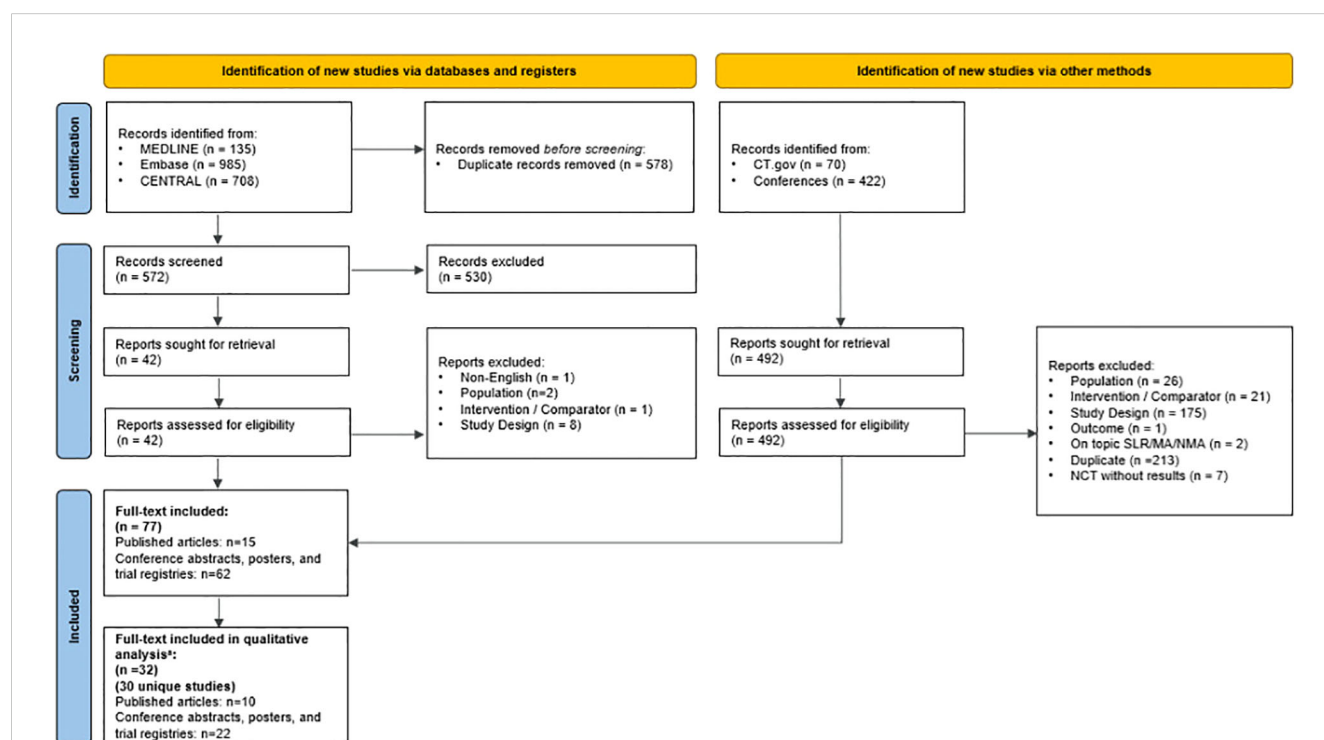 Identification of new studies via databases and registers
Identification of new studies via other methods
Identification
Records identified from:
• MEDLINE (n = 135)
• Embase (n = 985)
• CENTRAL (n = 708)
Records removed before screening:
• Duplicate records removed (n = 578)
Records identified from:
• CT.gov (n = 70)
• Conferences (n = 422)
Screening
Records screened
(n = 572)
Records excluded
(n = 530)
Reports sought for retrieval
(n = 42)
Reports excluded:
• Non-English (n = 1)
• Population (n=2)
• Intervention / Comparator (n = 1)
• Study Design (n = 8)
Reports sought for retrieval
(n = 492)
Reports excluded:
• Population (n = 26)
• Intervention / Comparator (n = 21)
• Study Design (n = 175)
• Outcome (n = 1)
• On topic SLR/MA/NMA (n = 2)
• Duplicate (n =213)
• NCT without results (n = 7)
Reports assessed for eligibility
(n = 42)
Reports assessed for eligibility
(n = 492)
Included
Full-text included:
(n = 77)
Published articles: n=15
Conference abstracts, posters, and
trial registries: n=62
Full-text included in qualitative
analysisᵃ:
(n =32)
(30 unique studies)
Published articles: n=10
Conference abstracts, posters, and
trial registries: n=22